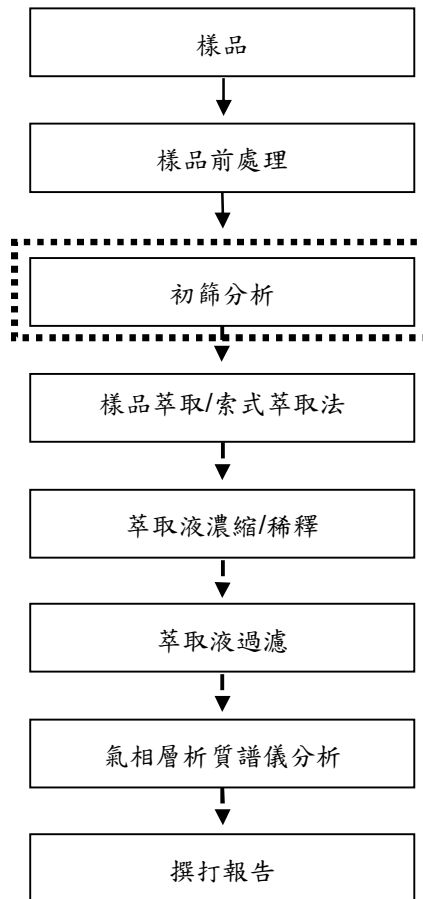 樣品
樣品前處理
初篩分析
樣品萃取/索式萃取法
萃取液濃縮/稀釋
萃取液過濾
氣相層析質譜儀分析
撰打報告